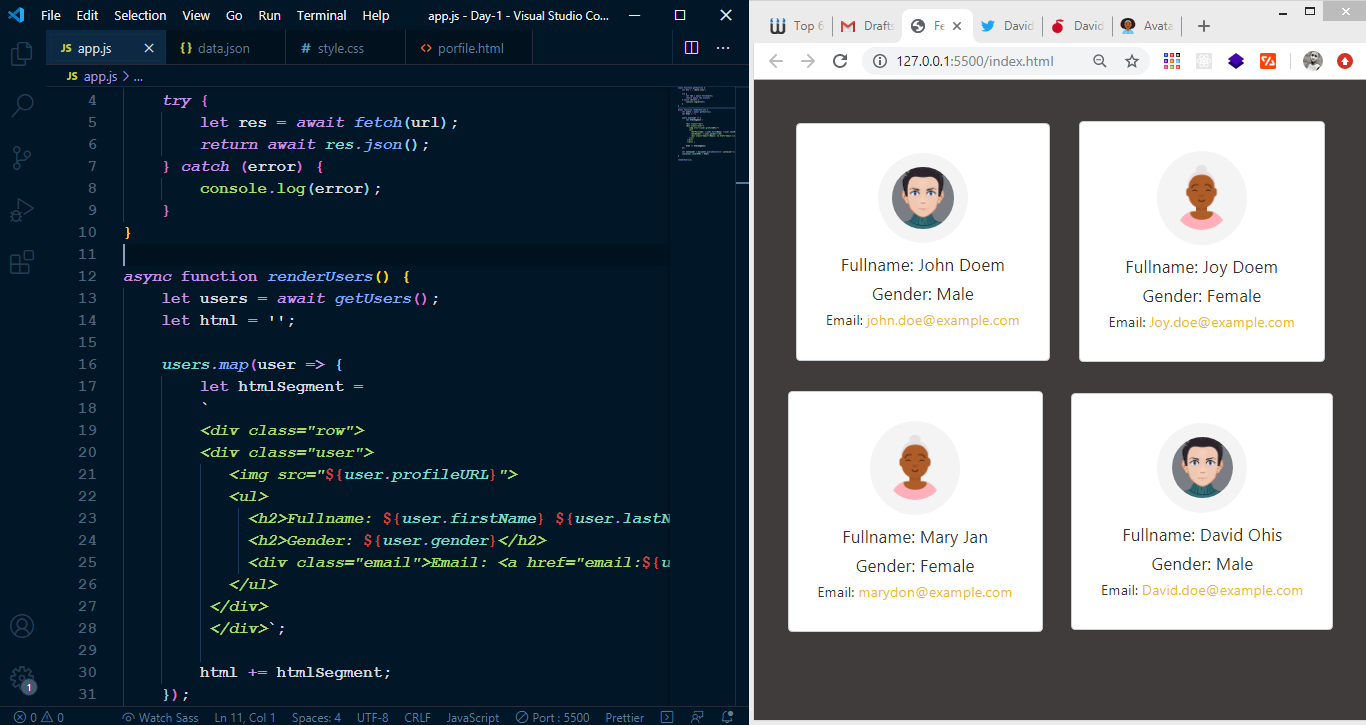 File Edit Selection View Go Run Terminal Help app.js - Day-1 - Visual Studio Co...
JS app.js {} data.json # style.css <> porfile.html
JS app.js > ...
4 try {
5 let res = await fetch(url);
6 return await res.json();
7 } catch (error) {
8 console.log(error);
9 }
10 }
11
12 async function renderUsers() {
13 let users = await getUsers();
14 let html = '';
15
16 users.map(user => {
17 let htmlSegment =
18 `
19 <div class="row">
20 <div class="user">
21 <img src="${user.profileURL}">
22 <ul>
23 <h2>Fullname: ${user.firstName} ${user.lastN
24 <h2>Gender: ${user.gender}</h2>
25 <div class="email">Email: <a href="email:${u
26 </ul>
27 </div>
28 </div>`;
29
30 html += htmlSegment;
31 });
1
0 0 Watch Sass Ln 11, Col 1 Spaces: 4 UTF-8 CRLF JavaScript Port : 5500 Prettier
Top 6 Drafts Fe David David Avata
127.0.0.1:5500/index.html
Fullname: John Doem
Gender: Male
Email: john.doe@example.com
Fullname: Joy Doem
Gender: Female
Email: Joy.doe@example.com
Fullname: Mary Jan
Gender: Female
Email: marydon@example.com
Fullname: David Ohis
Gender: Male
Email: David.doe@example.com